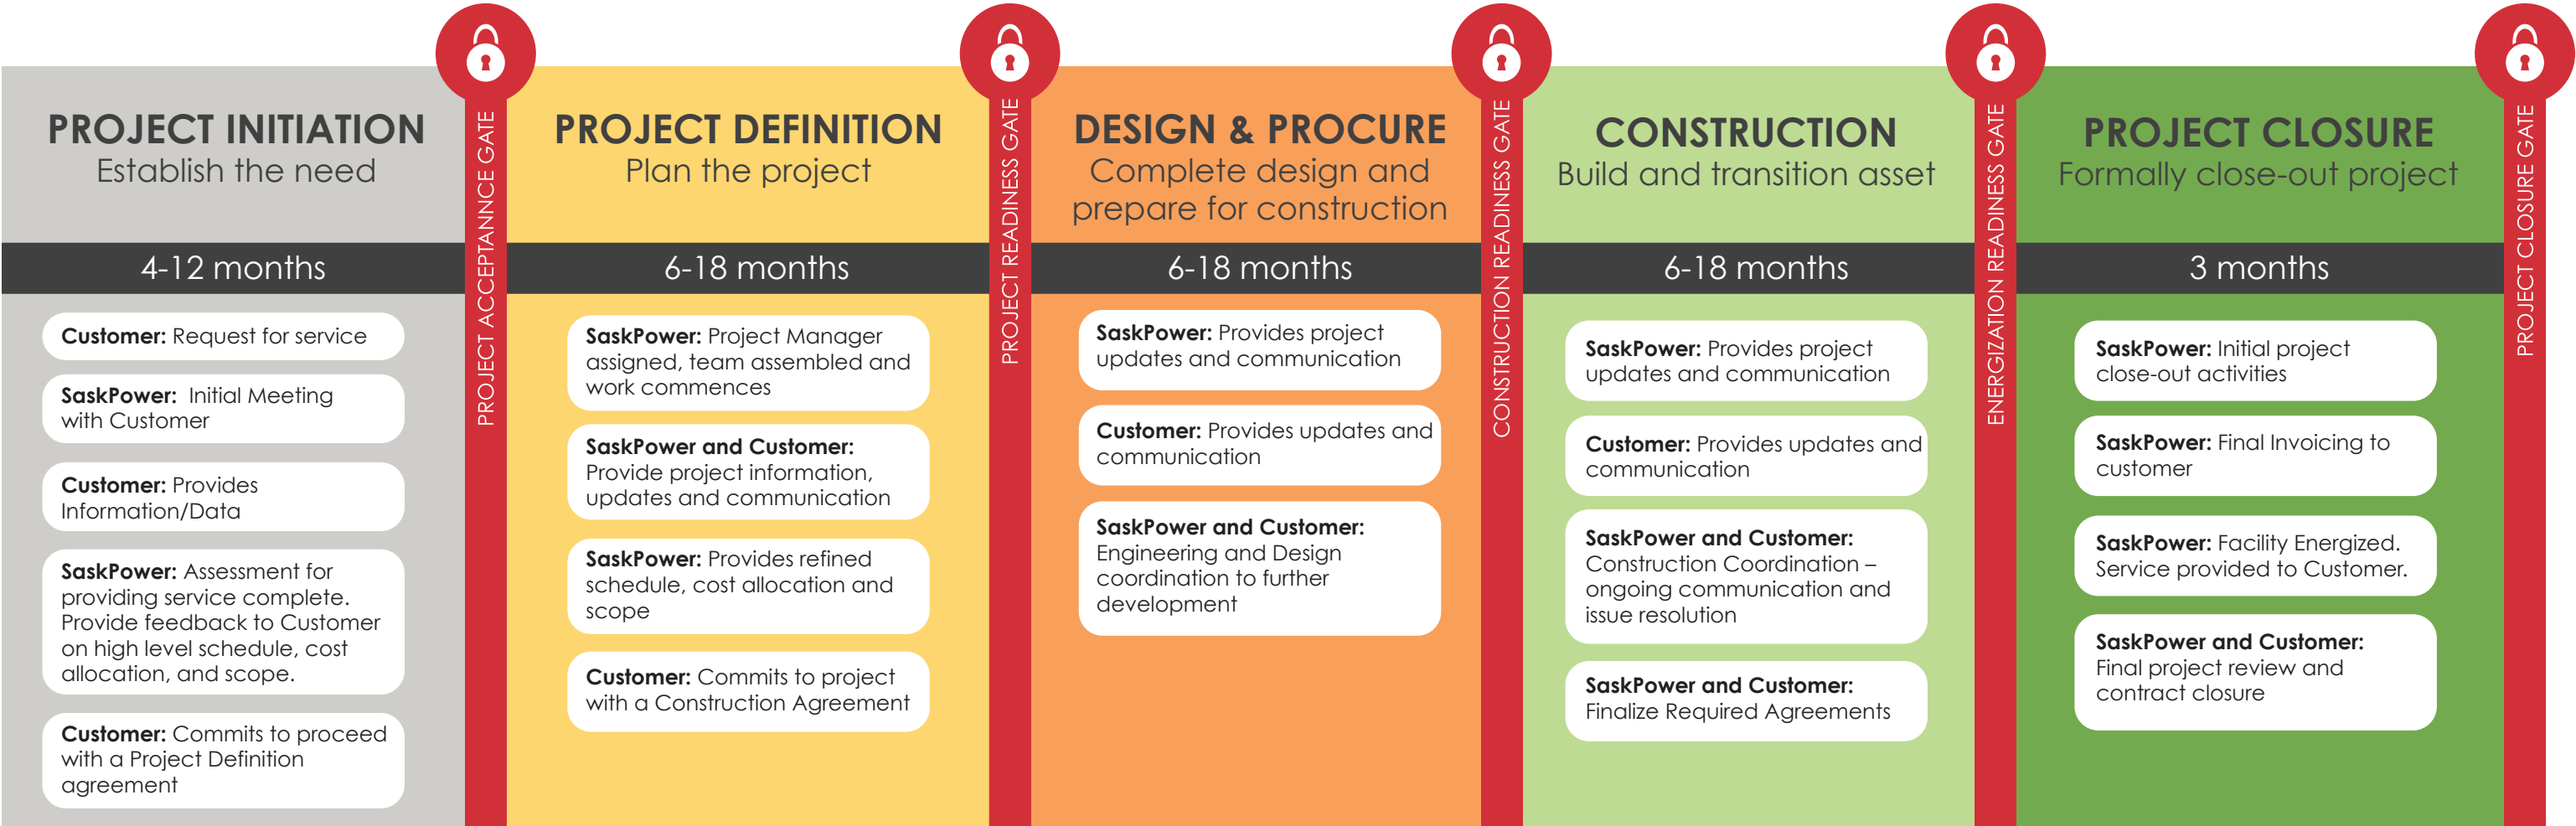 PROJECT INITIATION
Establish the need
4-12 months
Customer: Request for service
SaskPower: Initial Meeting
with Customer
Customer: Provides
Information/Data
SaskPower: Assessment for
providing service complete.
Provide feedback to Customer
on high level schedule, cost
allocation, and scope.
Customer: Commits to proceed
with a Project Definition
agreement
PROJECT ACCCEPTANNCE GATE
PROJECT DEFINITION
Plan the project
6-18 months
SaskPower: Project Manager
assigned, team assembled and
work commences
SaskPower and Customer:
Provide project information,
updates and communication
SaskPower: Provides refined
schedule, cost allocation and
scope
Customer: Commits to project
with a Construction Agreement
PROJECT READINESS GATE
DESIGN & PROCURE
Complete design and
prepare for construction
6-18 months
SaskPower: Provides project
updates and communication
Customer: Provides updates and
communication
SaskPower and Customer:
Engineering and Design
coordination to further
development
CONSTRUCTION READINESS GATE
CONSTRUCTION
Build and transition asset
6-18 months
SaskPower: Provides project
updates and communication
Customer: Provides updates and
communication
SaskPower and Customer:
Construction Coordination –
ongoing communication and
issue resolution
SaskPower and Customer:
Finalize Required Agreements
ENERGIZATION READINESS GATE
PROJECT CLOSURE
Formally close-out project
3 months
SaskPower: Initial project
close-out activities
SaskPower: Final Invoicing to
customer
SaskPower: Facility Energized.
Service provided to Customer.
SaskPower and Customer:
Final project review and
contract closure
PROJECT CLOSURE GATE